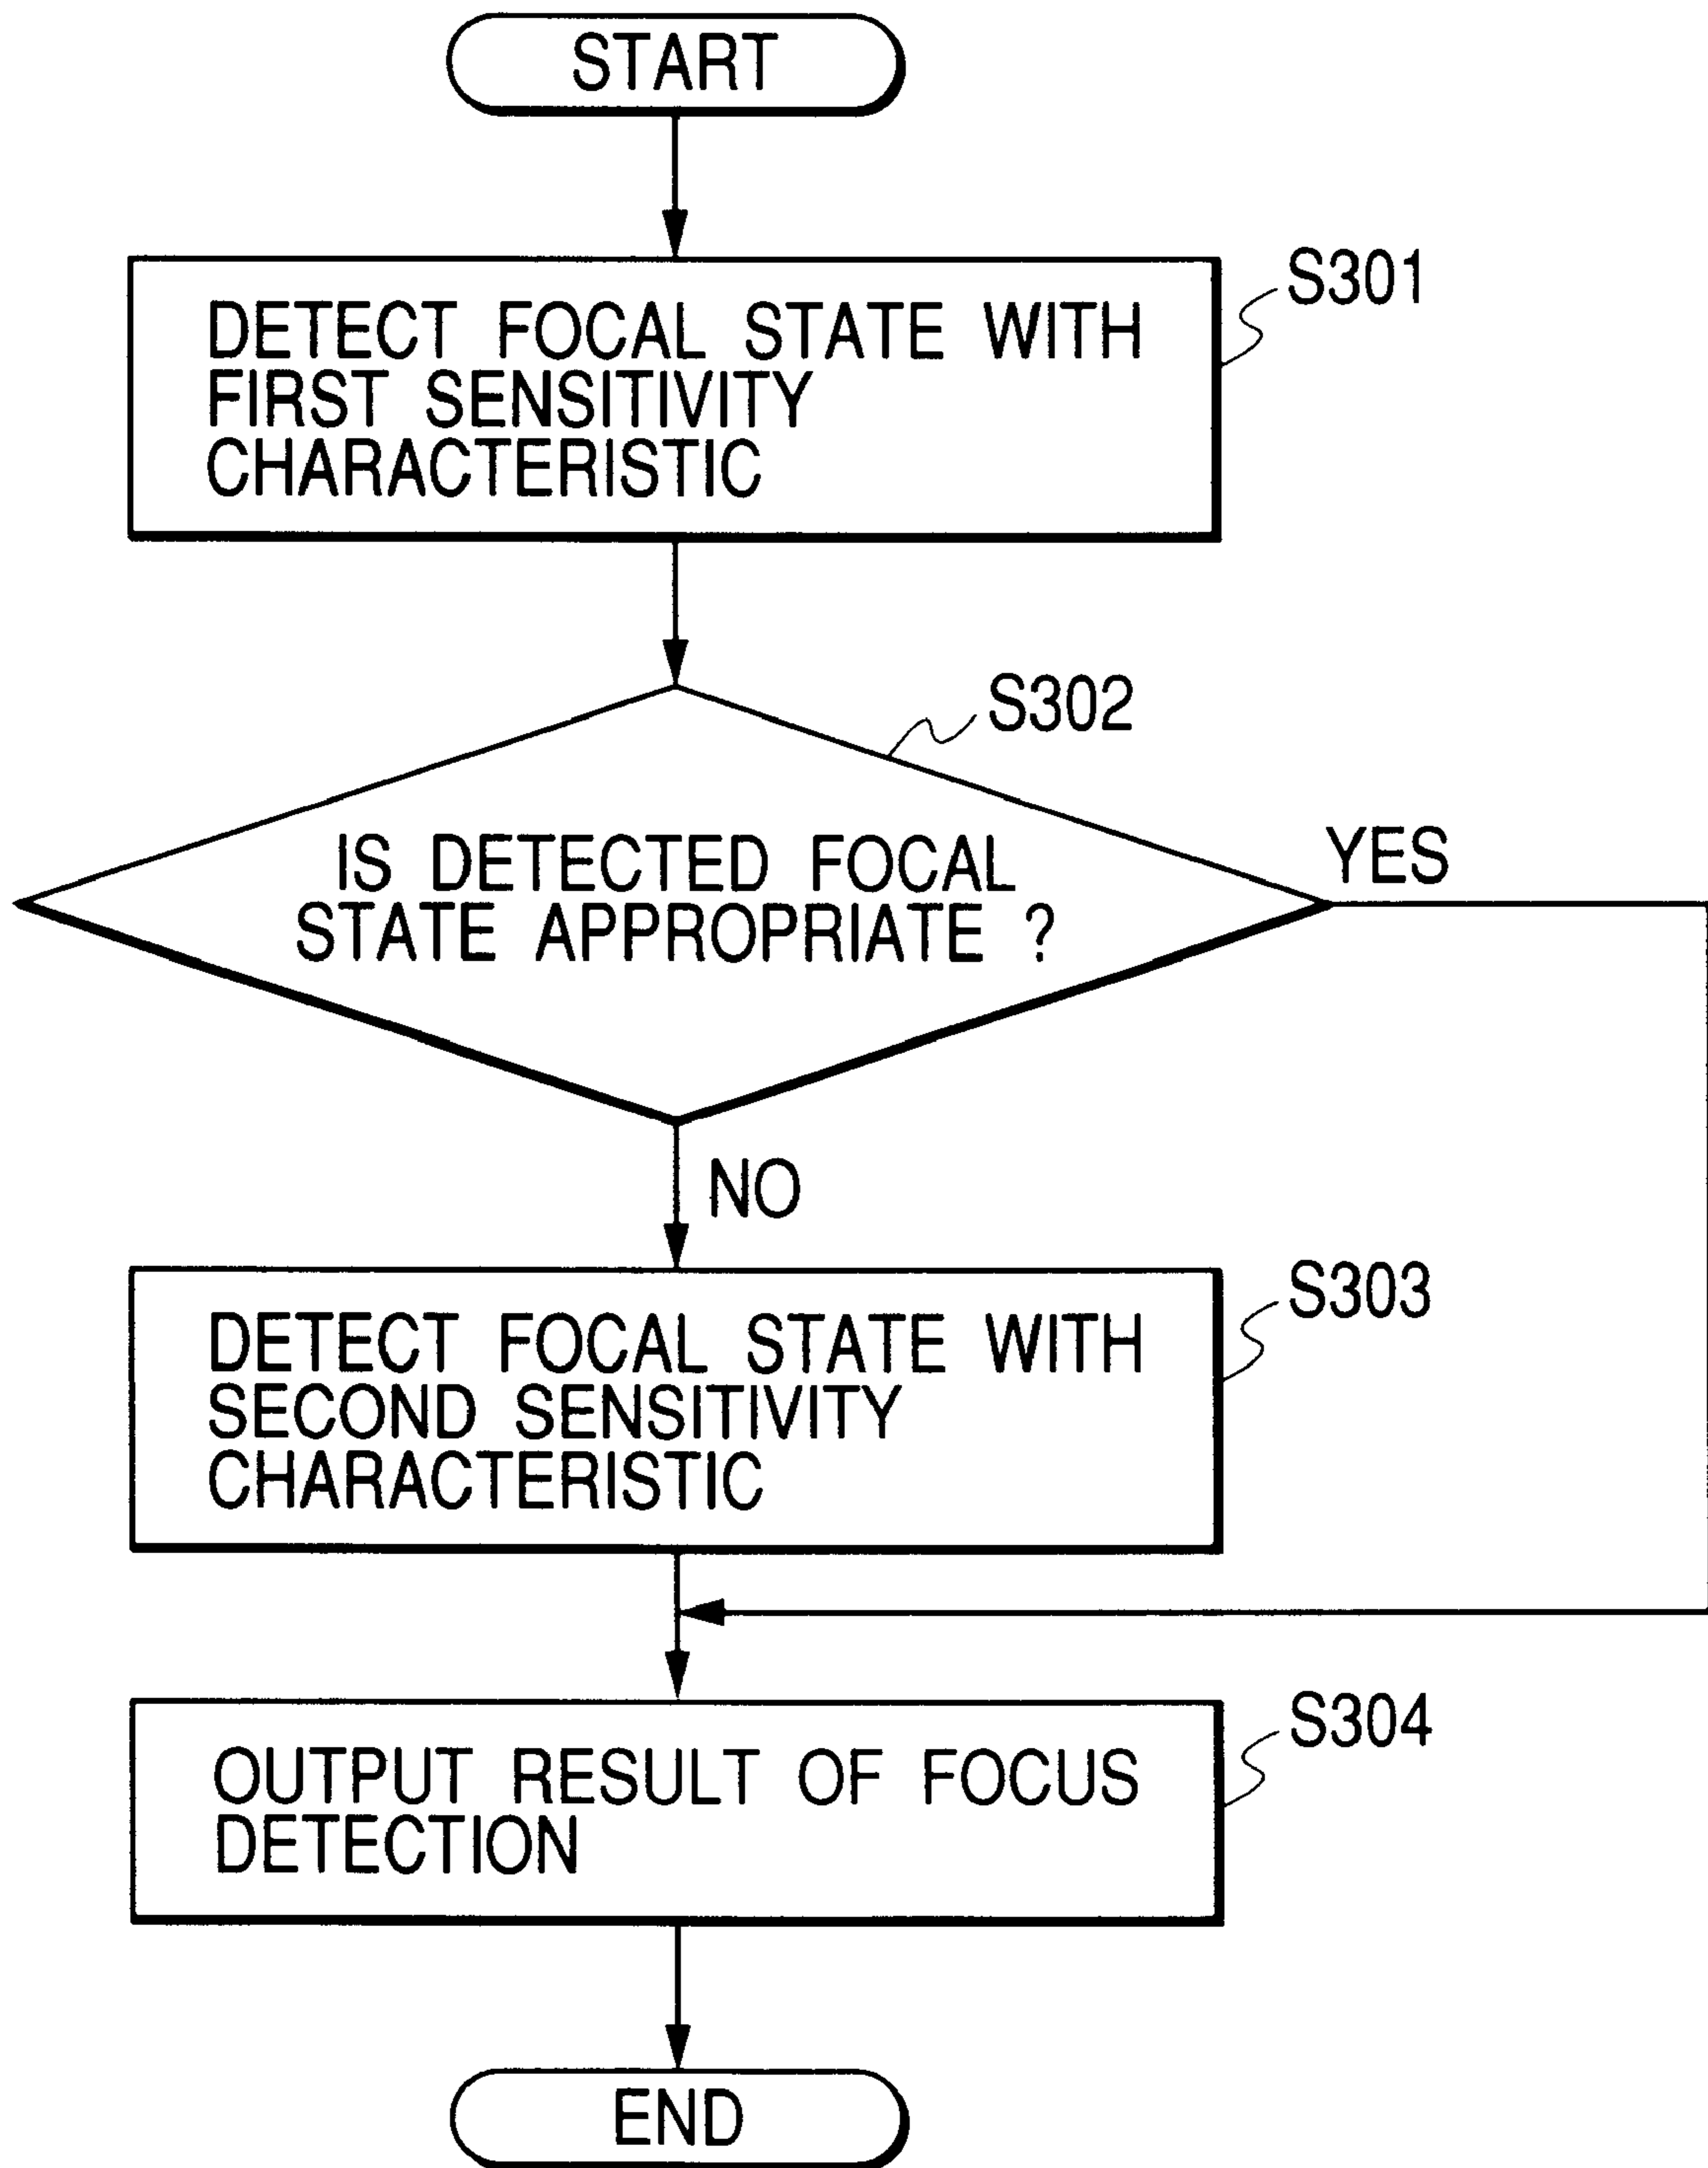 START
S301
DETECT FOCAL STATE WITH
FIRST SENSITIVITY
CHARACTERISTIC
S302
IS DETECTED FOCAL
STATE APPROPRIATE ?
YES
NO
S303
DETECT FOCAL STATE WITH
SECOND SENSITIVITY
CHARACTERISTIC
S304
OUTPUT RESULT OF FOCUS
DETECTION
END